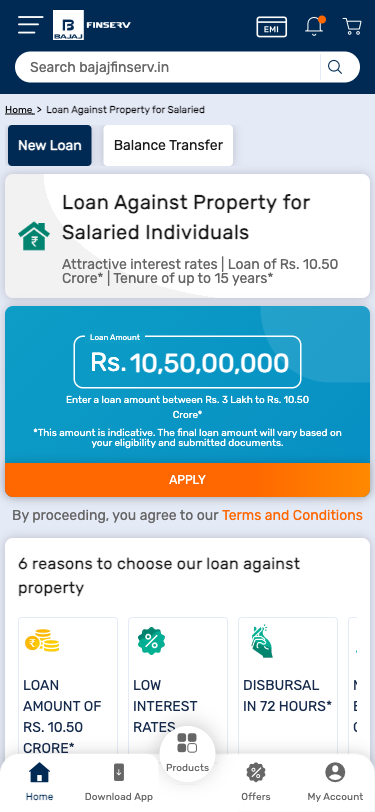 BAJAJ FINSERV
EMI
Search bajajfinserv.in
Home > Loan Against Property for Salaried
New Loan
Balance Transfer
Loan Against Property for
Salaried Individuals
Attractive interest rates | Loan of Rs. 10.50
Crore* | Tenure of up to 15 years*
Loan Amount
Rs. 10,50,00,000
Enter a loan amount between Rs. 3 Lakh to Rs. 10.50
Crore*
*This amount is indicative. The final loan amount will vary based on
your eligibility and submitted documents.
APPLY
By proceeding, you agree to our Terms and Conditions
6 reasons to choose our loan against
property
LOAN
AMOUNT OF
RS. 10.50
CRORE*
LOW
INTEREST
RATES
DISBURSAL
IN 72 HOURS*
Home
Download App
Products
Offers
My Account